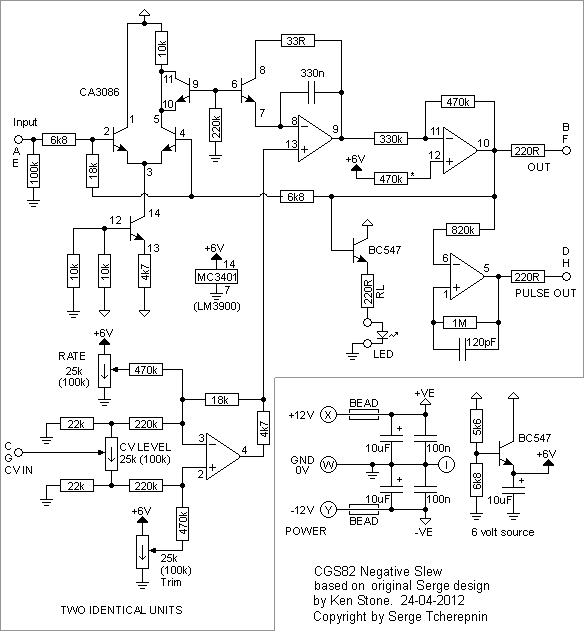 33R
10k
CA3086
11
9
6
8
330n
470k
10
220k
7
1
Input
A
E
6k8
2
5
4
8
13
9
330k
11
12
10
220R
B
F
OUT
100k
18k
3
+6V
470k*
6k8
820k
12
14
13
BC547
6
1
5
220R
D
H
PULSE OUT
10k
10k
4k7
+6V
14
MC3401
7
(LM3900)
220R
RL
1M
120pF
LED
+6V
RATE
25k
(100k)
470k
18k
4k7
22k
220k
3
2
4
C
G
CV IN
CV LEVEL
25k (100k)
22k
220k
+6V
470k
25k
(100k)
Trim
TWO IDENTICAL UNITS
+VE
BEAD
+12V
X
+
10uF
100n
GND
0V
W
I
+
10uF
100n
-12V
Y
BEAD
POWER
-VE
5k6
BC547
+6V
6k8
+
10uF
6 volt source
CGS82 Negative Slew
based on original Serge design
by Ken Stone. 24-04-2012
Copyright by Serge Tcherepnin